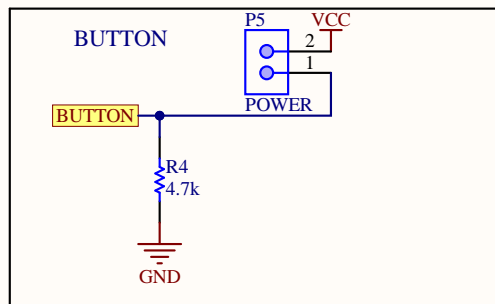 P5
VCC
BUTTON
2
1
POWER
BUTTON
R4
4.7k
GND